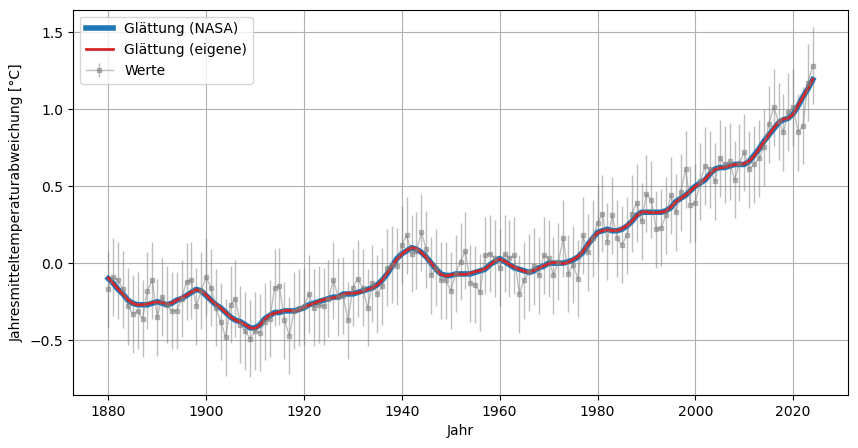 Glättung (NASA)
Glättung (eigene)
Werte
Jahresmitteltemperaturabweichung [°C]
1.5
1.0
0.5
0.0
−0.5
1880 1900 1920 1940 1960 1980 2000 2020
Jahr